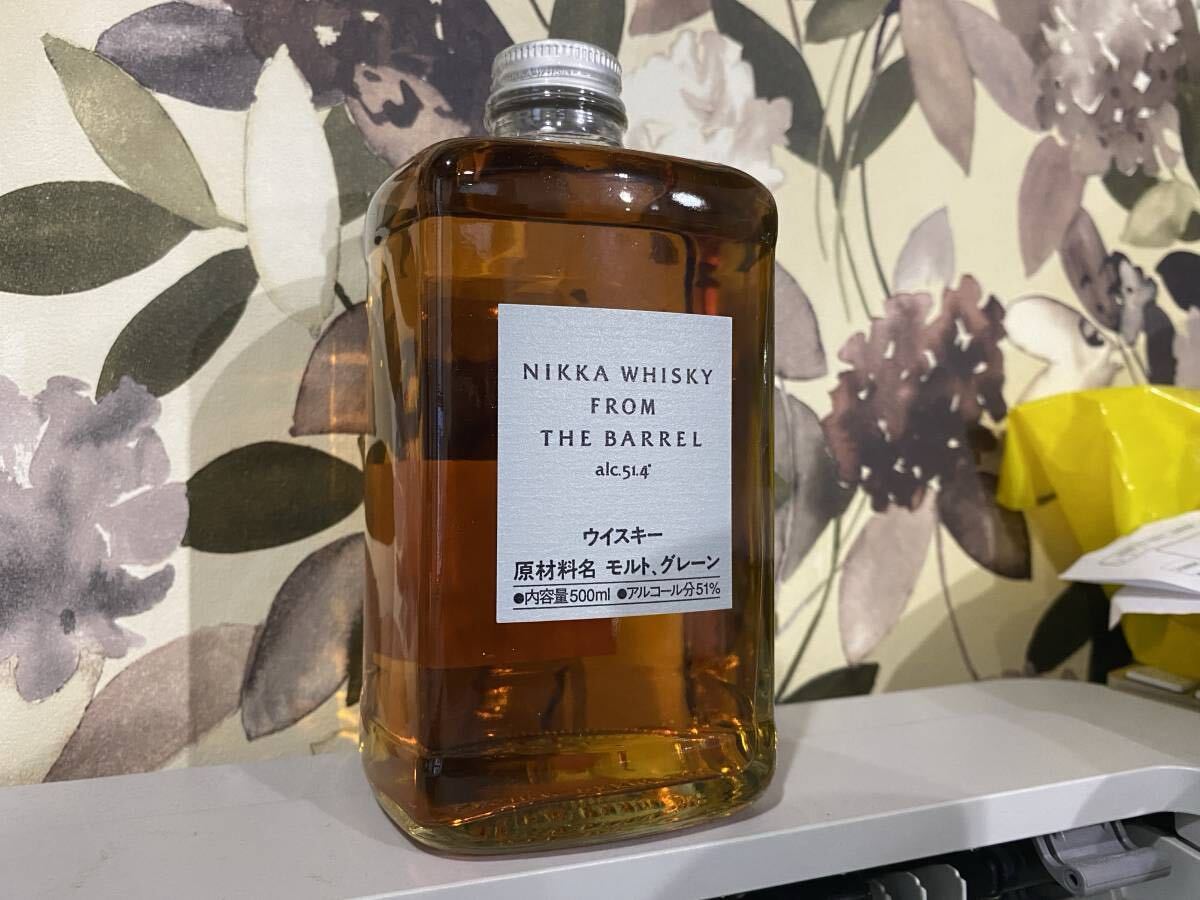 NIKKA WHISKY
FROM
THE BARREL
alc.51.4°
ウイスキー
原材料名 モルト、グレーン
●内容量500ml ●アルコール分51%